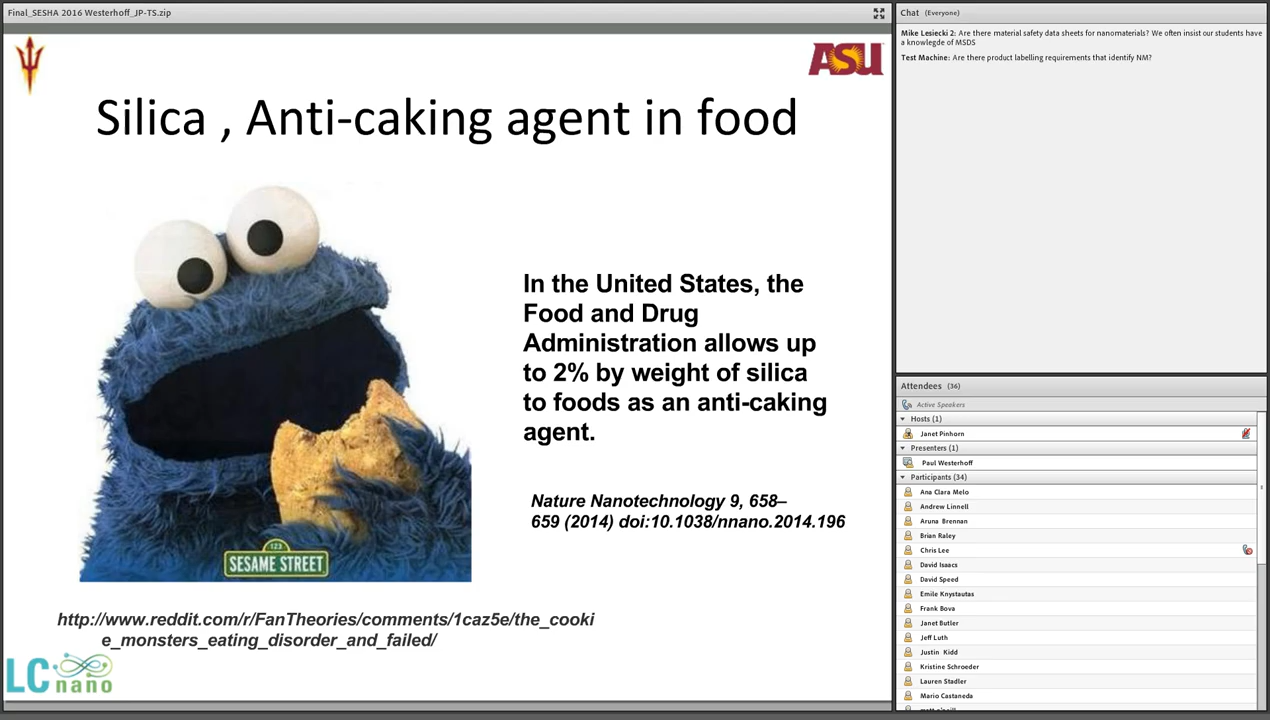 Final_SESHA 2016 Westerhoff_JP-TS.zip
ASU
Silica , Anti-caking agent in food
In the United States, the
Food and Drug
Administration allows up
to 2% by weight of silica
to foods as an anti-caking
agent.
Nature Nanotechnology 9, 658–
659 (2014) doi:10.1038/nnano.2014.196
123
SESAME STREET
http://www.reddit.com/r/FanTheories/comments/1caz5e/the_cooki
e_monsters_eating_disorder_and_failed/
LC
nano
Chat (Everyone)
Mike Lesiecki 2: Are there material safety data sheets for nanomaterials? We often insist our students have
a knowlegde of MSDS
Test Machine: Are there product labelling requirements that identify NM?
Attendees (36)
Active Speakers
Hosts (1)
Janet Pinhorn
Presenters (1)
Paul Westerhoff
Participants (34)
Ana Clara Melo
Andrew Linnell
Aruna Brennan
Brian Raley
Chris Lee
David Isaacs
David Speed
Emile Knystautas
Frank Bova
Janet Butler
Jeff Luth
Justin Kidd
Kristine Schroeder
Lauren Stadler
Mario Castaneda